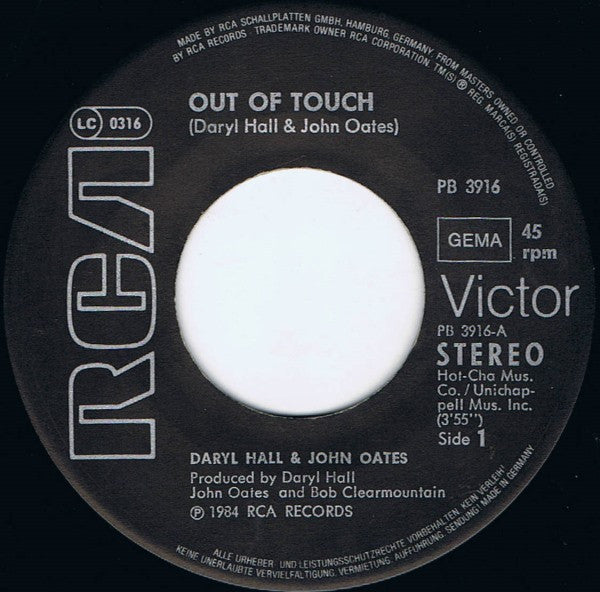 MADE BY RCA SCHALLPLATTEN GMBH, HAMBURG, GERMANY, FROM MASTERS OWNED OR CONTROLLED
BY RCA RECORDS · TRADEMARK OWNER RCA CORPORATION. TM(S) ® REG. MARCA(S) REGISTRADA(S)
OUT OF TOUCH
(Daryl Hall & John Oates)
LC 0316
RCA
PB 3916
GEMA
45
rpm
Victor
PB 3916-A
STEREO
Hot-Cha Mus.
Co./Unichap-
pell Mus. Inc.
(3'55")
Side 1
DARYL HALL & JOHN OATES
Produced by Daryl Hall
John Oates and Bob Clearmountain
℗ 1984 RCA RECORDS
ALLE URHEBER- UND LEISTUNGSSCHUTZRECHTE VORBEHALTEN. KEIN VERLEIH!
KEINE UNERLAUBTE VERVIELFÄLTIGUNG, VERMIETUNG, AUFFÜHRUNG, SENDUNG! MADE IN GERMANY